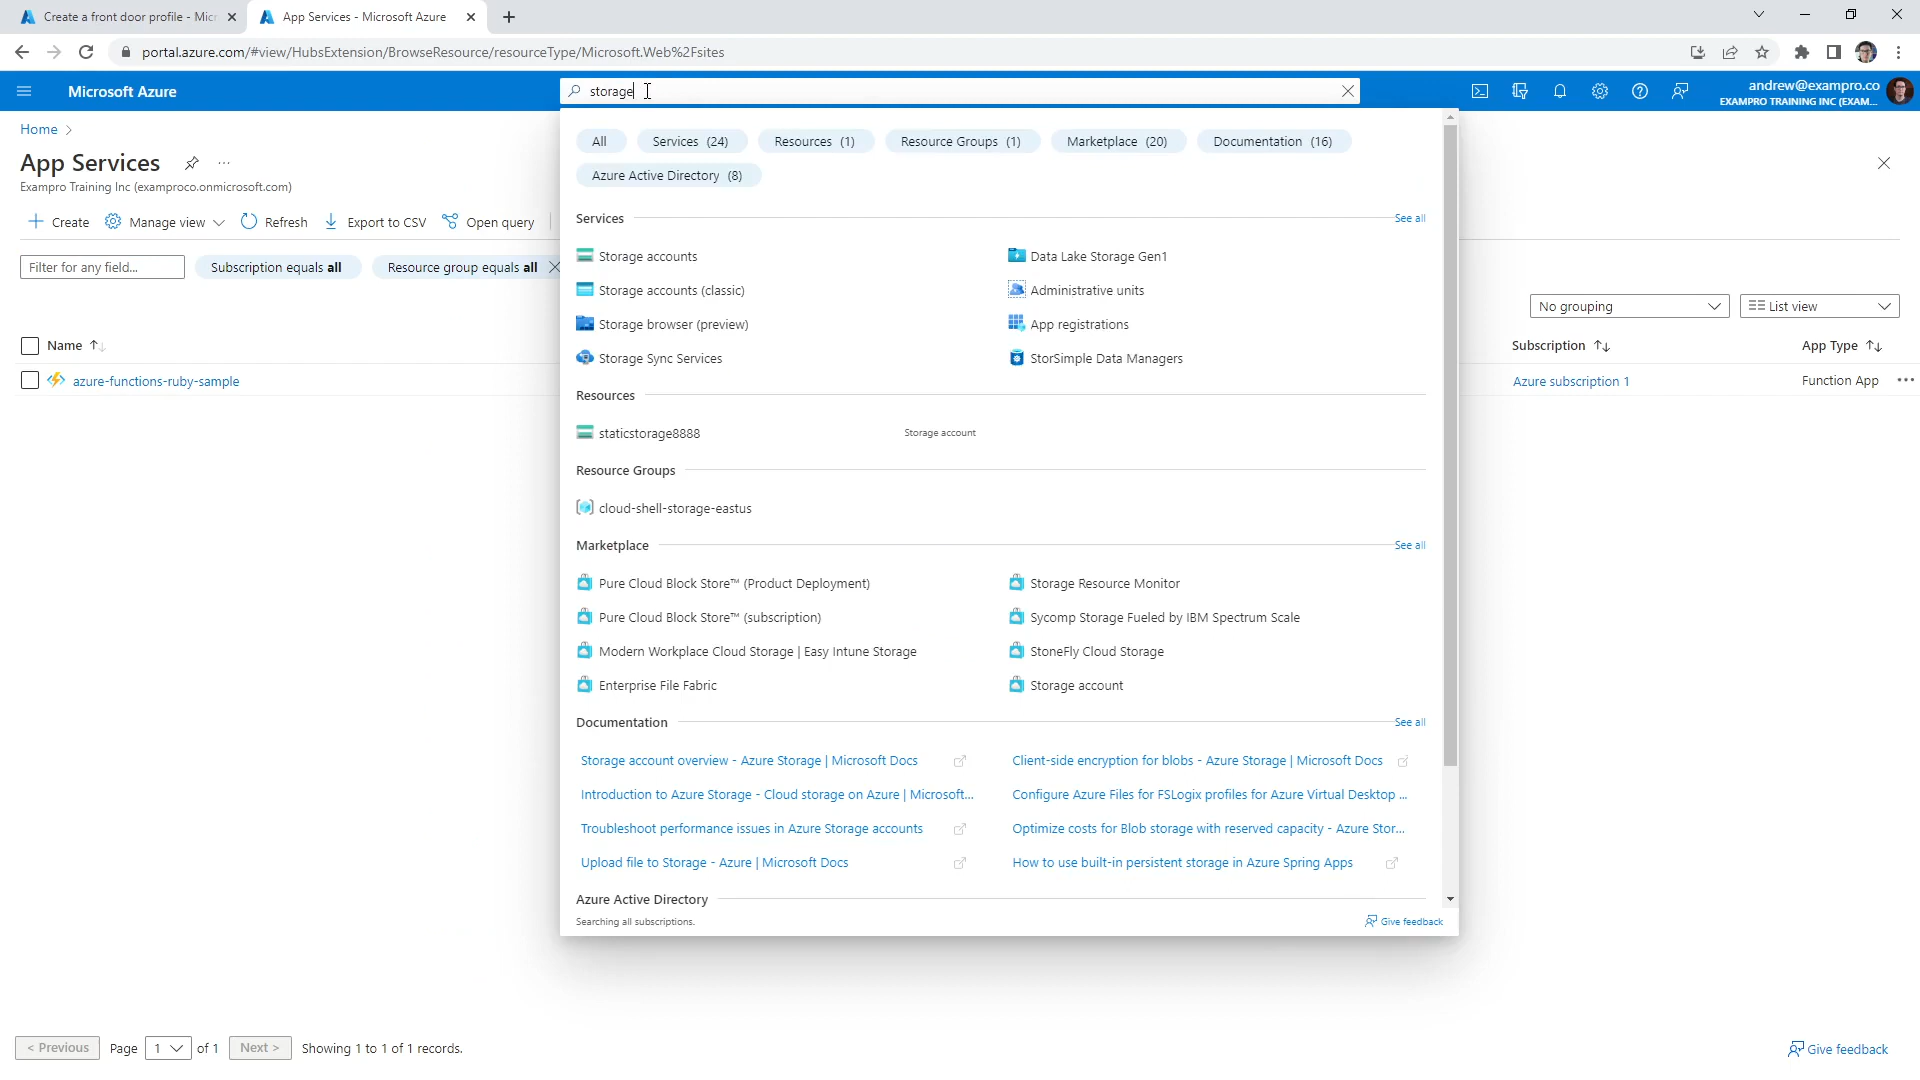 Create a front door profile - Micr
App Services - Microsoft Azure
portal.azure.com/#view/HubsExtension/BrowseResource/resourceType/Microsoft.Web%2Fsites
Microsoft Azure
storage
andrew@exampro.co
EXAMPRO TRAINING INC (EXAM...
Home
App Services
Exampro Training Inc (examproco.onmicrosoft.com)
Create
Manage view
Refresh
Export to CSV
Open query
Filter for any field...
Subscription equals all
Resource group equals all
No grouping
List view
Name
Subscription
App Type
azure-functions-ruby-sample
Azure subscription 1
Function App
All
Services (24)
Resources (1)
Resource Groups (1)
Marketplace (20)
Documentation (16)
Azure Active Directory (8)
Services
See all
Storage accounts
Data Lake Storage Gen1
Storage accounts (classic)
Administrative units
Storage browser (preview)
App registrations
Storage Sync Services
StorSimple Data Managers
Resources
staticstorage8888
Storage account
Resource Groups
cloud-shell-storage-eastus
Marketplace
See all
Pure Cloud Block Store™ (Product Deployment)
Storage Resource Monitor
Pure Cloud Block Store™ (subscription)
Sycomp Storage Fueled by IBM Spectrum Scale
Modern Workplace Cloud Storage | Easy Intune Storage
StoneFly Cloud Storage
Enterprise File Fabric
Storage account
Documentation
See all
Storage account overview - Azure Storage | Microsoft Docs
Client-side encryption for blobs - Azure Storage | Microsoft Docs
Introduction to Azure Storage - Cloud storage on Azure | Microsoft...
Configure Azure Files for FSLogix profiles for Azure Virtual Desktop ...
Troubleshoot performance issues in Azure Storage accounts
Optimize costs for Blob storage with reserved capacity - Azure Stor...
Upload file to Storage - Azure | Microsoft Docs
How to use built-in persistent storage in Azure Spring Apps
Azure Active Directory
Searching all subscriptions.
Give feedback
< Previous
Page
1
of 1
Next >
Showing 1 to 1 of 1 records.
Give feedback